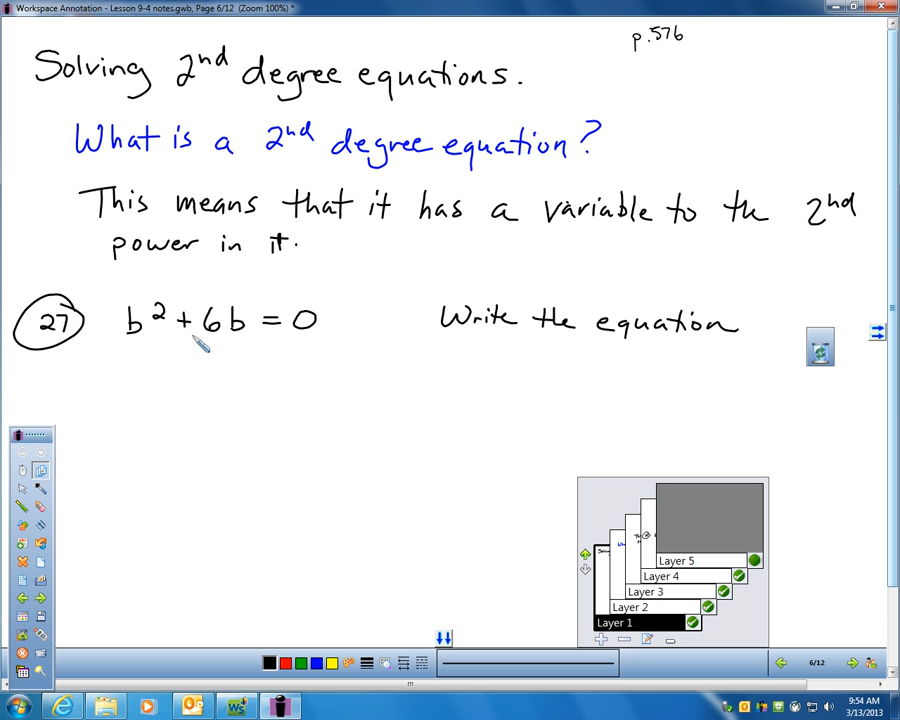 Workspace Annotation - Lesson 9-4 notes.gwb, Page 6/12 (Zoom 100%) *
p.576
Solving 2nd degree equations.
What is a 2nd degree equation?
This means that it has a variable to the 2nd
power in it.
27 b² + 6b = 0 Write the equation
Layer 5
Layer 4
Layer 3
Layer 2
Layer 1
6/12
9:54 AM
3/13/2013